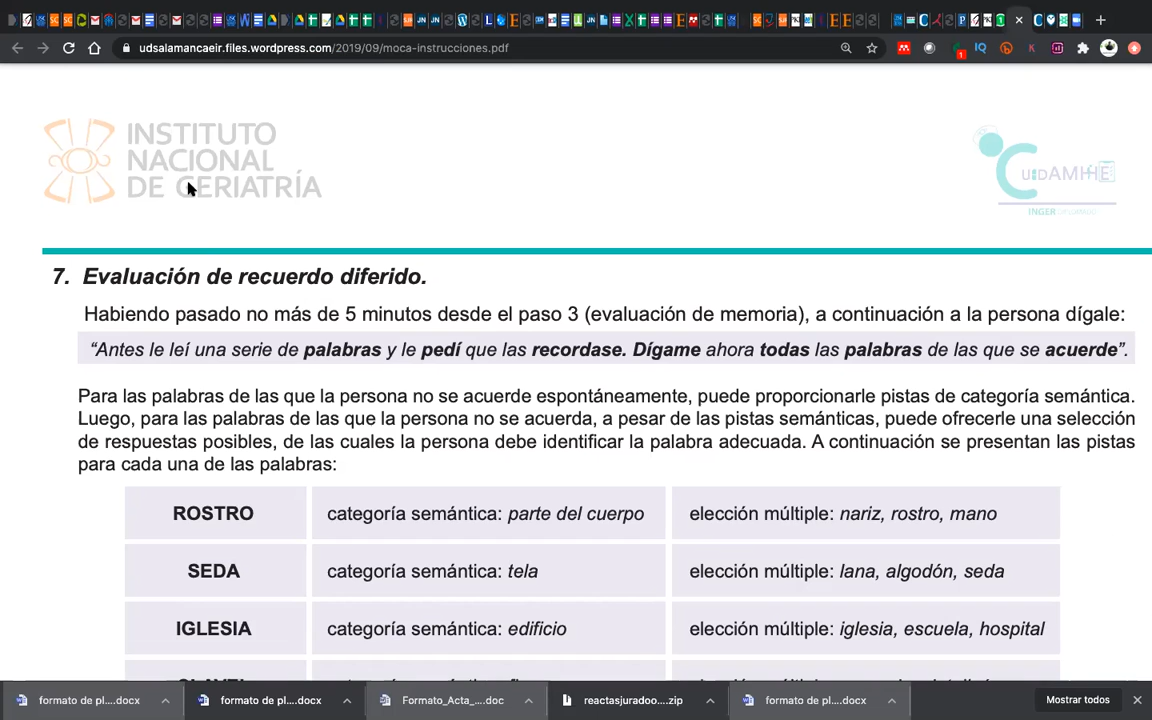 udsalamancaeir.files.wordpress.com/2019/09/moca-instrucciones.pdf
INSTITUTO
NACIONAL
DE GERIATRÍA
INGER
7. Evaluación de recuerdo diferido.
Habiendo pasado no más de 5 minutos desde el paso 3 (evaluación de memoria), a continuación a la persona dígale:
“Antes le leí una serie de palabras y le pedí que las recordase. Dígame ahora todas las palabras de las que se acuerde”.
Para las palabras de las que la persona no se acuerde espontáneamente, puede proporcionarle pistas de categoría semántica.
Luego, para las palabras de las que la persona no se acuerda, a pesar de las pistas semánticas, puede ofrecerle una selección
de respuestas posibles, de las cuales la persona debe identificar la palabra adecuada. A continuación se presentan las pistas
para cada una de las palabras:
ROSTRO categoría semántica: parte del cuerpo elección múltiple: nariz, rostro, mano
SEDA categoría semántica: tela elección múltiple: lana, algodón, seda
IGLESIA categoría semántica: edificio elección múltiple: iglesia, escuela, hospital
formato de pl....docx formato de pl....docx Formato_Acta_....doc reactasjuradoo....zip formato de pl....docx Mostrar todos